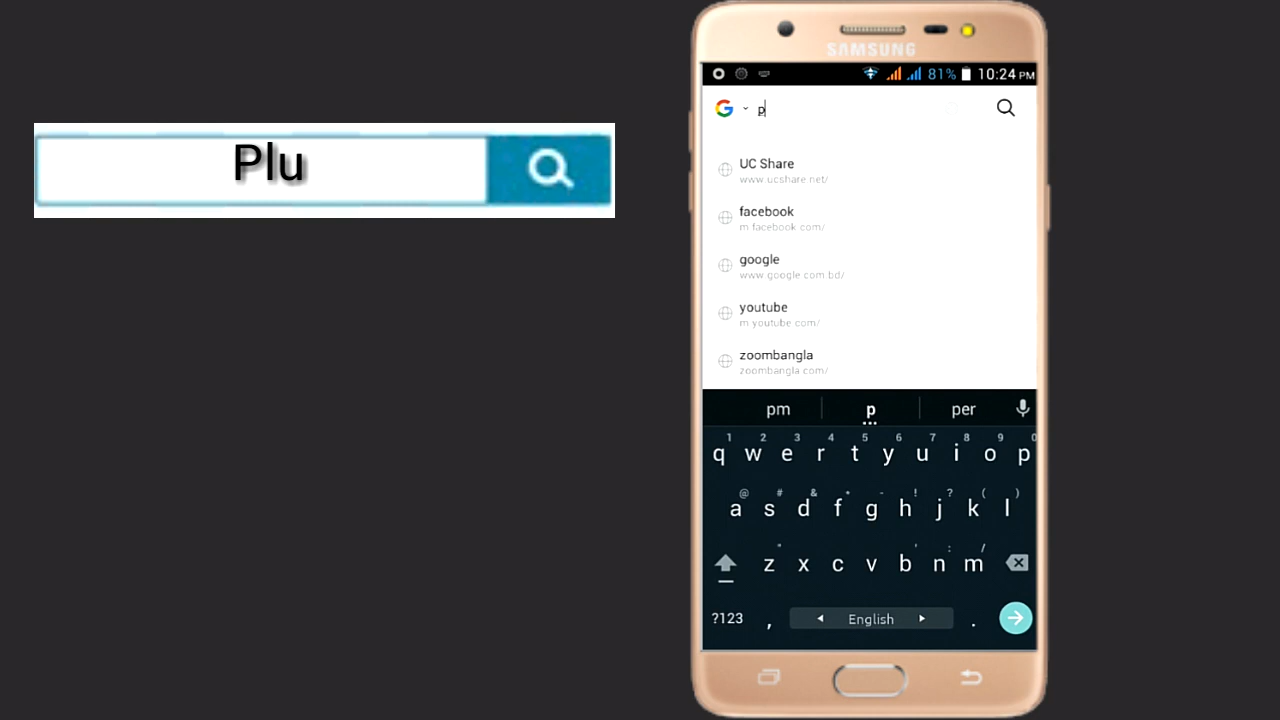 Plu
SAMSUNG
81% 10:24 PM
G p
UC Share
www.ucshare.net/
facebook
m facebook com/
google
www.google.com.bd/
youtube
m youtube com/
zoombangla
zoombangla.com/
pm p per
1 2 3 4 5 6 7 8 9 0
q w e r t y u i o p
@ # & * - ! ? ( )
a s d f g h j k l
" ' : /
z x c v b n m
?123 , English .